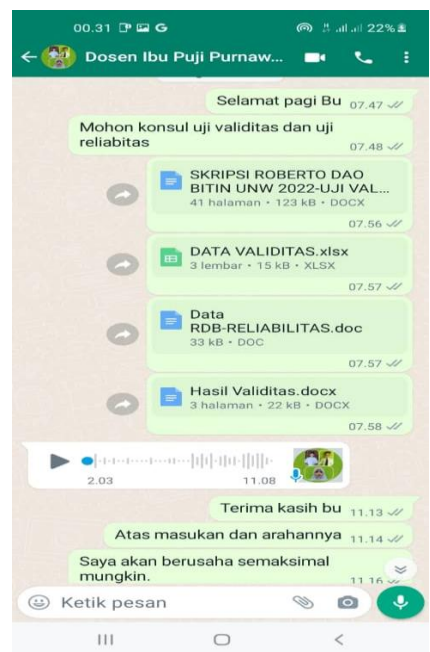 00.31 G 22%
Dosen Ibu Puji Purnaw...
Selamat pagi Bu 07.47
Mohon konsul uji validitas dan uji
reliabitas 07.48
SKRIPSI ROBERTO DAO
BITIN UNW 2022-UJI VAL...
41 halaman • 123 kB • DOCX
07.56
DATA VALIDITAS.xlsx
3 lembar • 15 kB • XLSX
07.57
Data
RDB-RELIABILITAS.doc
33 kB • DOC
07.57
Hasil Validitas.docx
3 halaman • 22 kB • DOCX
07.58
2.03 11.08
Terima kasih bu 11.13
Atas masukan dan arahannya 11.14
Saya akan berusaha semaksimal
mungkin. 11.16
Ketik pesan